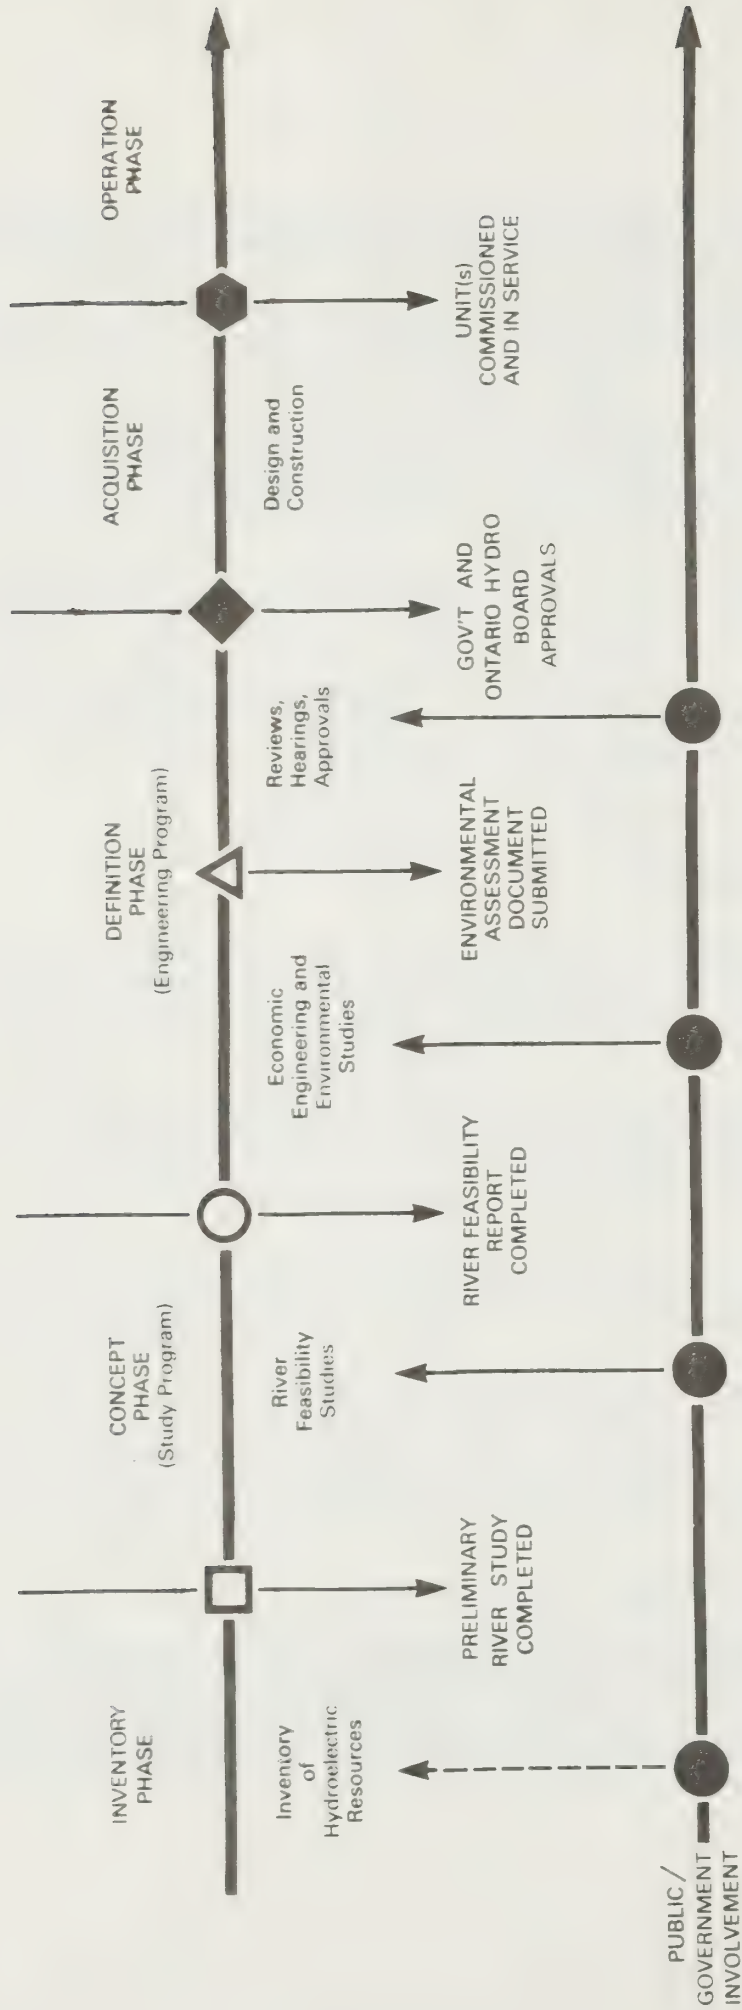 INVENTORY
PHASE
CONCEPT
PHASE
(Study Program)
DEFINITION
PHASE
(Engineering Program)
ACQUISITION
PHASE
OPERATION
PHASE
Inventory
of
Hydroelectric
Resources
River
Feasibility
Studies
Economic
Engineering and
Environmental
Studies
Reviews,
Hearings,
Approvals
Design and
Construction
PRELIMINARY
RIVER STUDY
COMPLETED
RIVER FEASIBILITY
REPORT
COMPLETED
ENVIRONMENTAL
ASSESSMENT
DOCUMENT
SUBMITTED
GOV'T AND
ONTARIO HYDRO
BOARD
APPROVALS
UNIT(s)
COMMISSIONED
AND IN SERVICE
PUBLIC /
GOVERNMENT
INVOLVEMENT